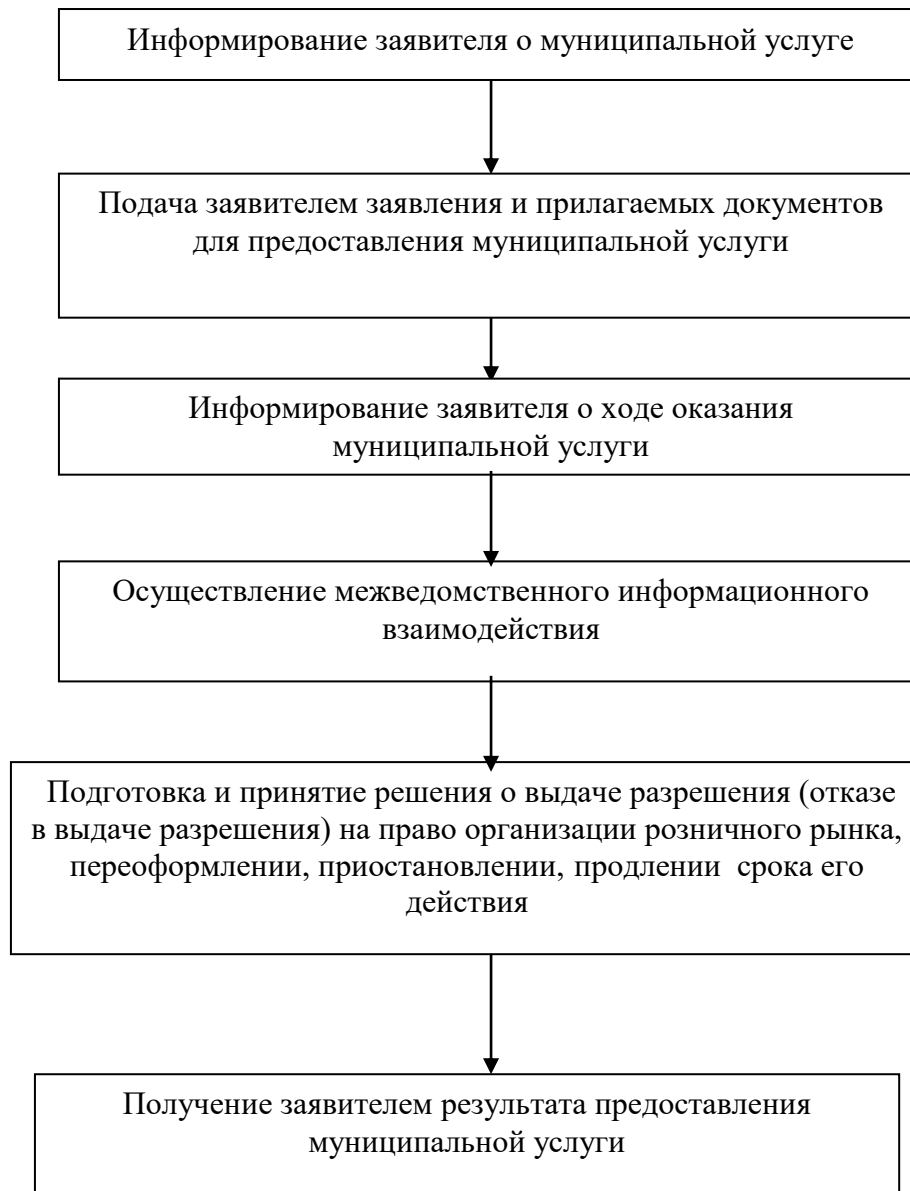 Информирование заявителя о муниципальной услуге
Подача заявителем заявления и прилагаемых документов
для предоставления муниципальной услуги
Информирование заявителя о ходе оказания
муниципальной услуги
Осуществление межведомственного информационного
взаимодействия
Подготовка и принятие решения о выдаче разрешения (отказе
в выдаче разрешения) на право организации розничного рынка,
переоформлении, приостановлении, продлении срока его
действия
Получение заявителем результата предоставления
муниципальной услуги